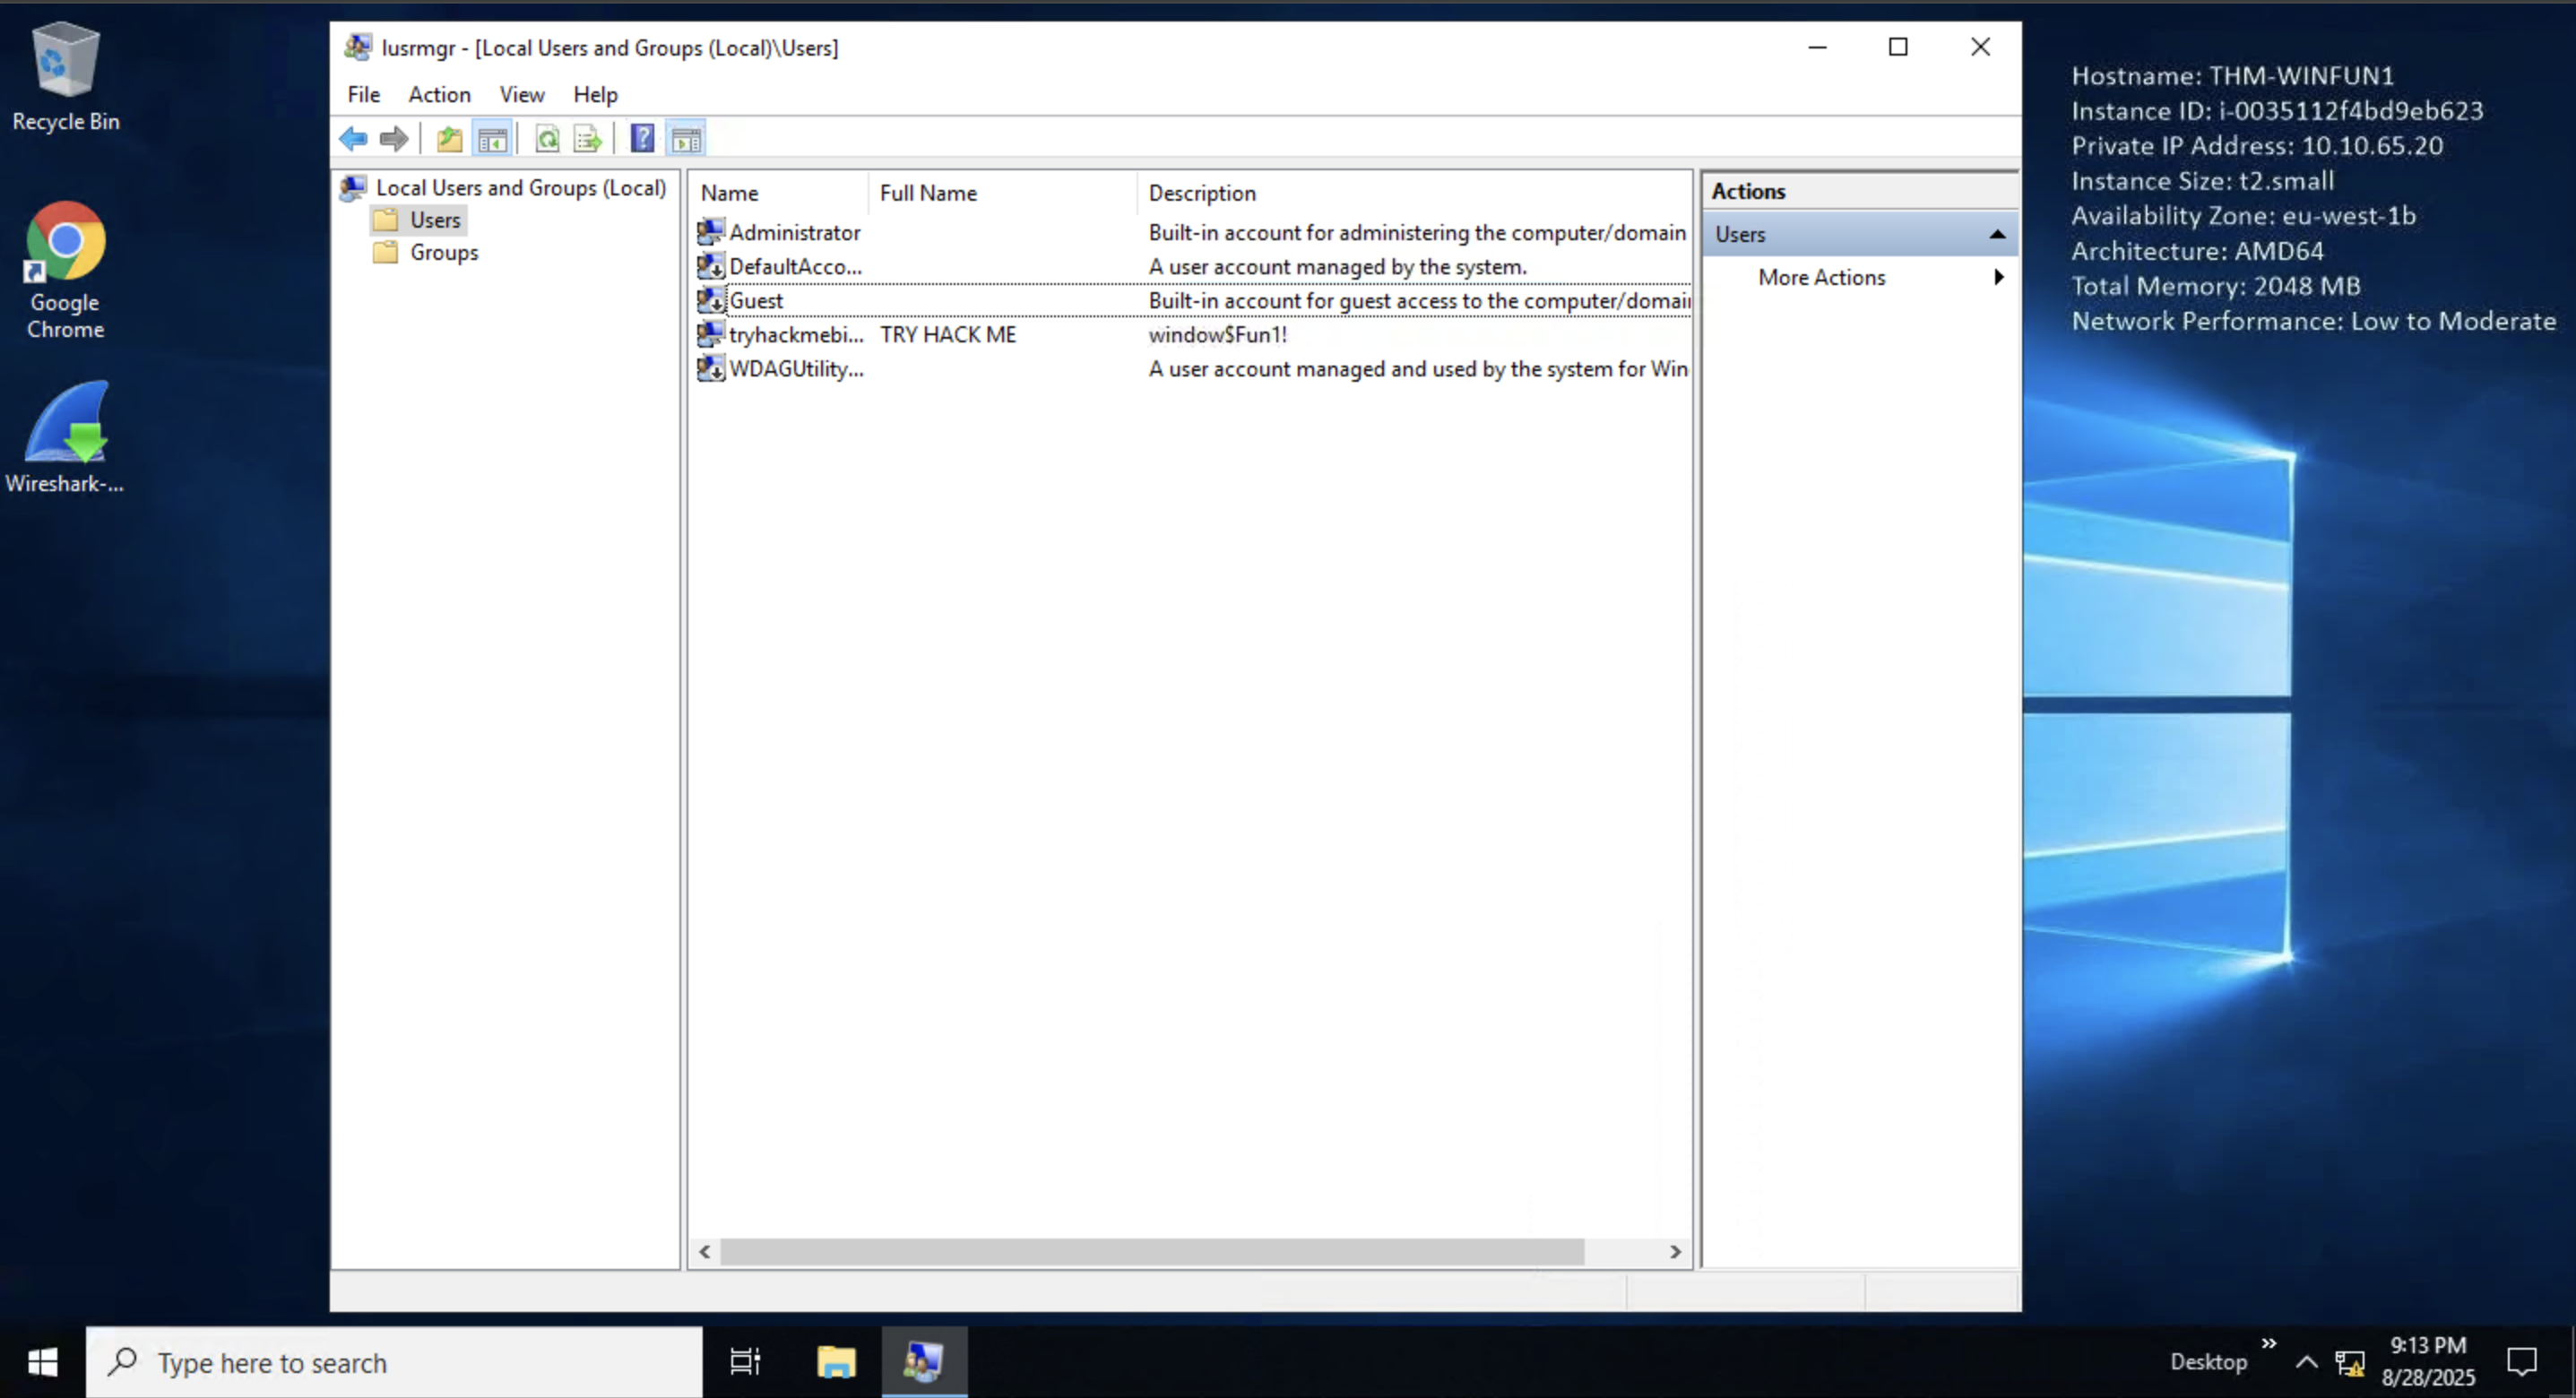 Recycle Bin
Google
Chrome
Wireshark-...
lusrmgr - [Local Users and Groups (Local)\Users]
File Action View Help
Local Users and Groups (Local)
Users
Groups
Name Full Name Description
Administrator Built-in account for administering the computer/domain
DefaultAcco... A user account managed by the system.
Guest Built-in account for guest access to the computer/domai
tryhackmebi... TRY HACK ME window$Fun1!
WDAGUtility... A user account managed and used by the system for Win
Actions
Users
More Actions
Hostname: THM-WINFUN1
Instance ID: i-0035112f4bd9eb623
Private IP Address: 10.10.65.20
Instance Size: t2.small
Availability Zone: eu-west-1b
Architecture: AMD64
Total Memory: 2048 MB
Network Performance: Low to Moderate
Type here to search
Desktop
9:13 PM
8/28/2025